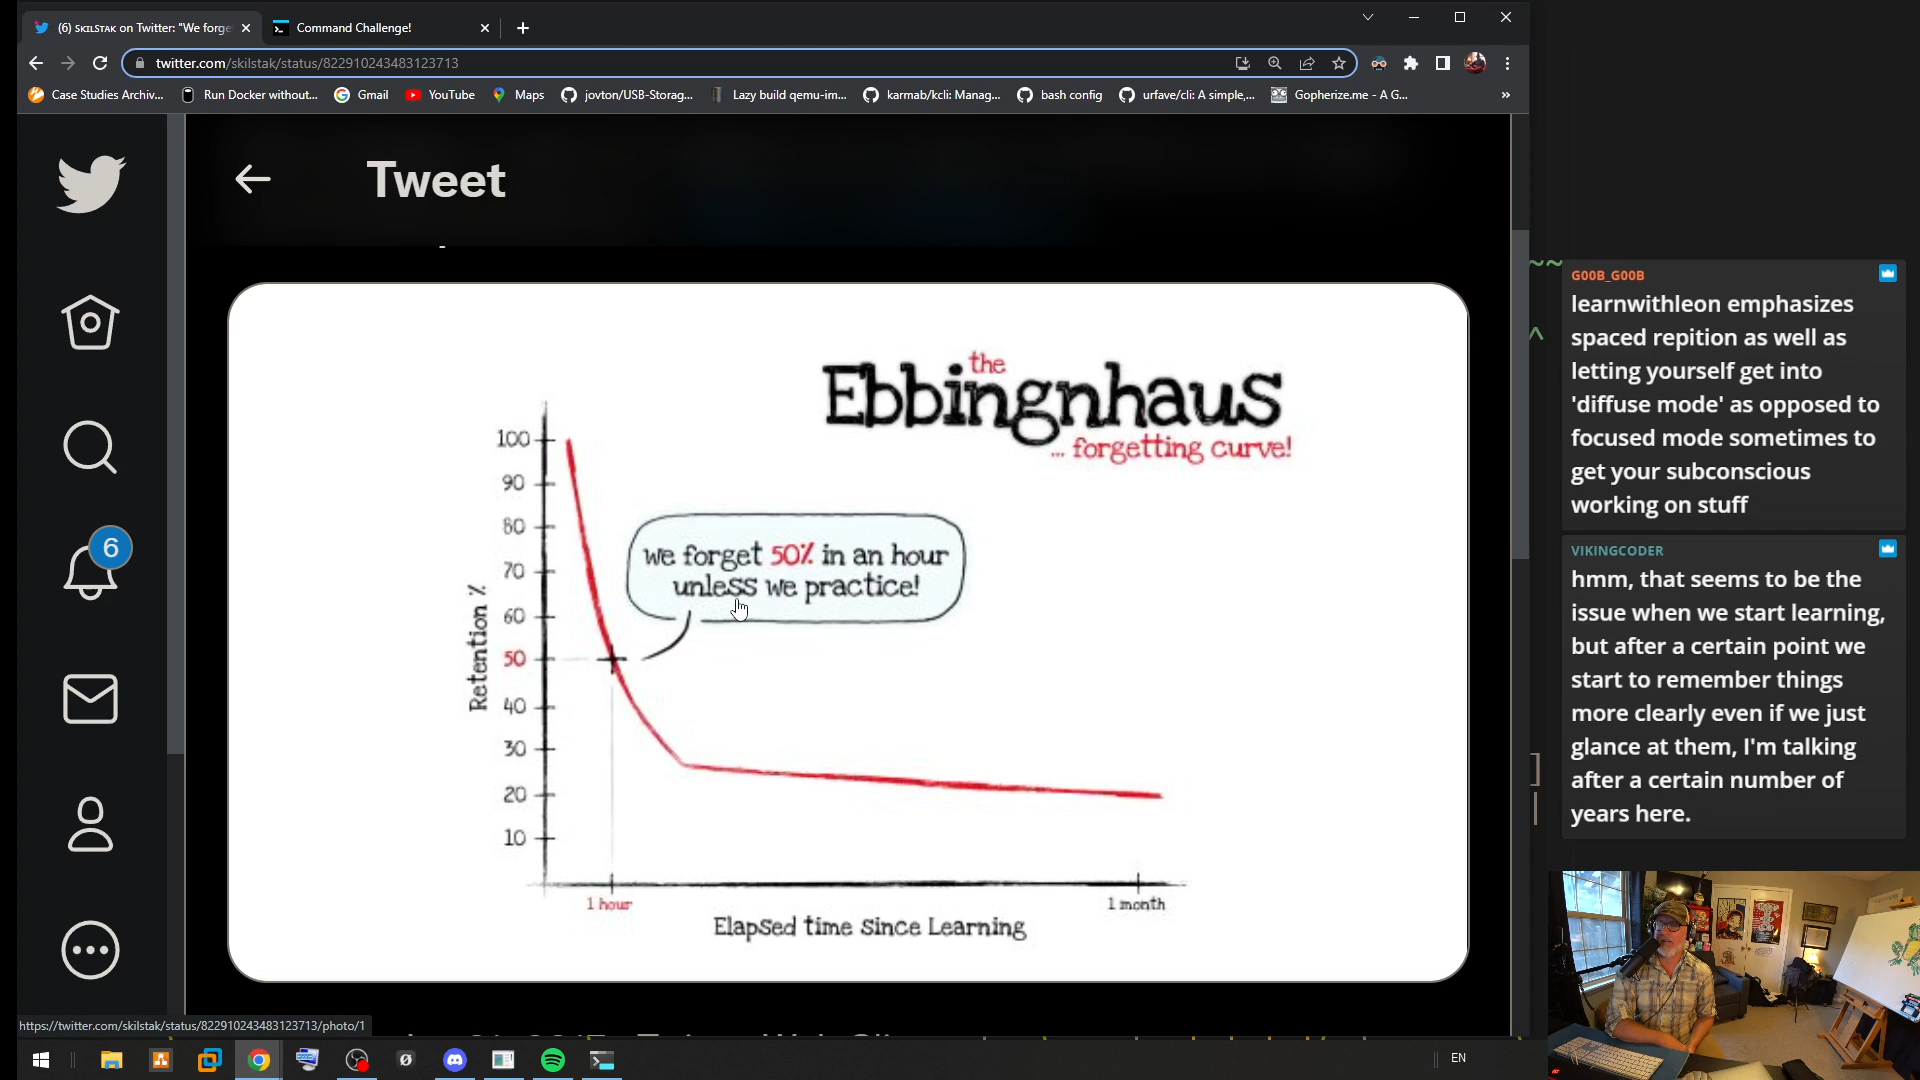 (6) SKILSTAK on Twitter: "We forge
Command Challenge!
twitter.com/skilstak/status/822910243483123713
Case Studies Archiv...
Run Docker without...
Gmail
YouTube
Maps
jovton/USB-Storag...
Lazy build qemu-im...
karmab/kcli: Manag...
bash config
urfave/cli: A simple,...
Gopherize.me - A G...
»
Tweet
the
Ebbingnhaus
... forgetting curve!
100
90
80
70
60
50
40
30
20
10
Retention %
we forget 50% in an hour
unless we practice!
1 hour
1 month
Elapsed time since Learning
6
https://twitter.com/skilstak/status/822910243483123713/photo/1
EN
~~
^
G00B_G00B
learnwithleon emphasizes
spaced repition as well as
letting yourself get into
'diffuse mode' as opposed to
focused mode sometimes to
get your subconscious
working on stuff
VIKINGCODER
hmm, that seems to be the
issue when we start learning,
but after a certain point we
start to remember things
more clearly even if we just
glance at them, I'm talking
after a certain number of
years here.
]